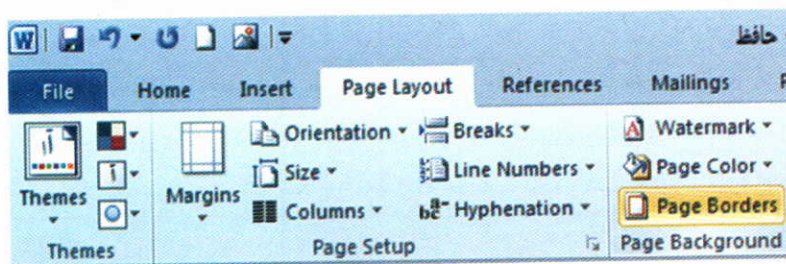 حافظ
File Home Insert Page Layout References Mailings
Orientation Breaks Watermark
Size Line Numbers Page Color
Themes Margins Columns Hyphenation Page Borders
Themes Page Setup Page Background